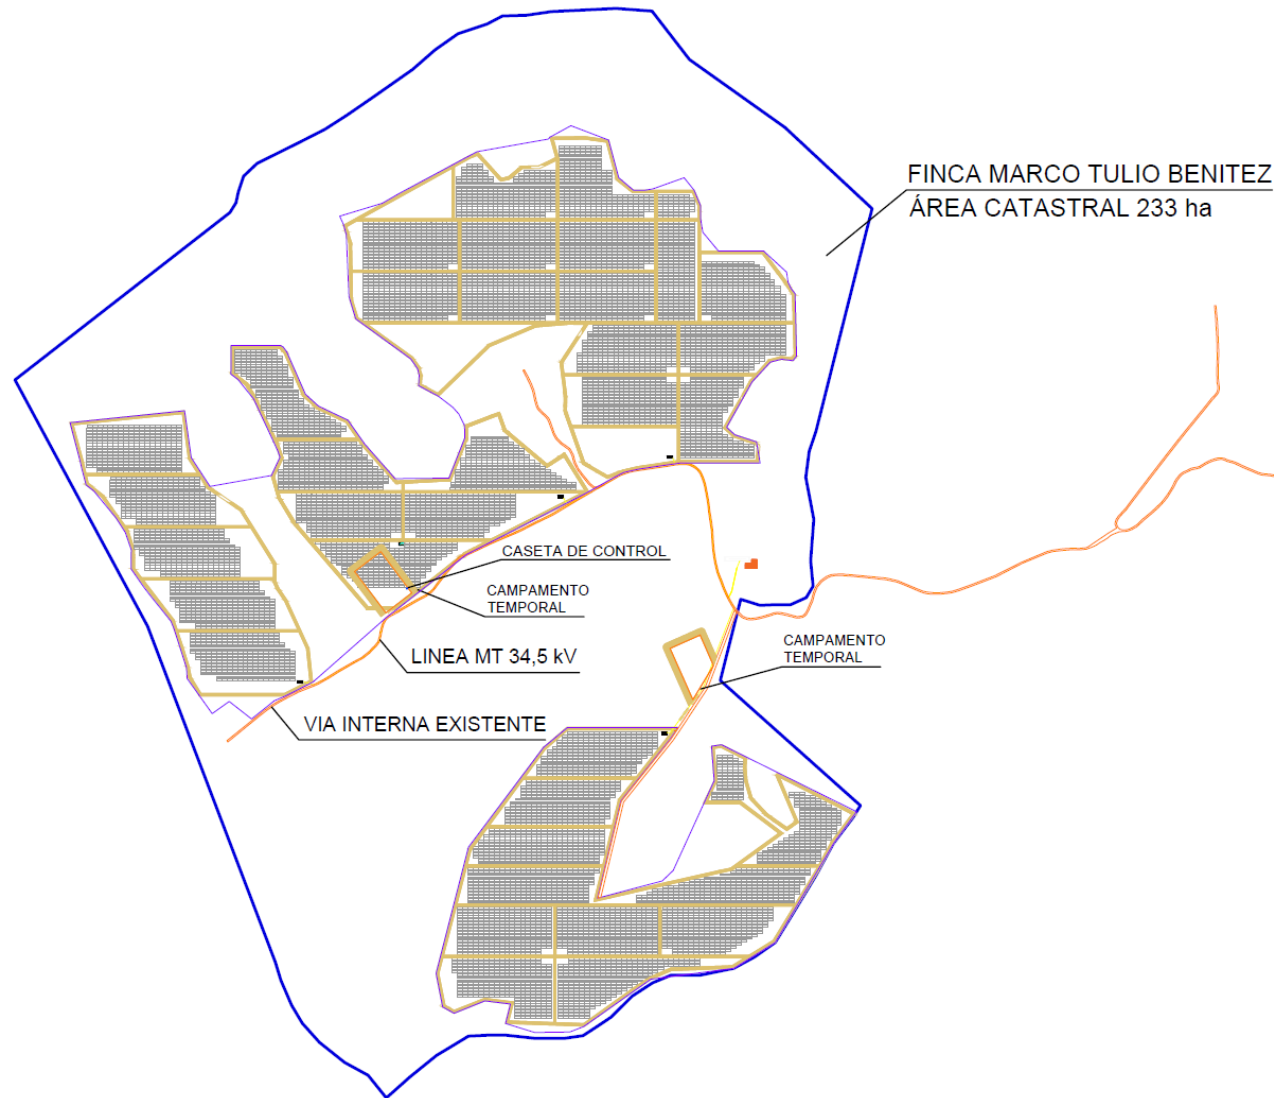 FINCA MARCO TULIO BENITEZ
ÁREA CATASTRAL 233 ha
CASETA DE CONTROL
CAMPAMENTO
TEMPORAL
CAMPAMENTO
TEMPORAL
LINEA MT 34,5 kV
VIA INTERNA EXISTENTE